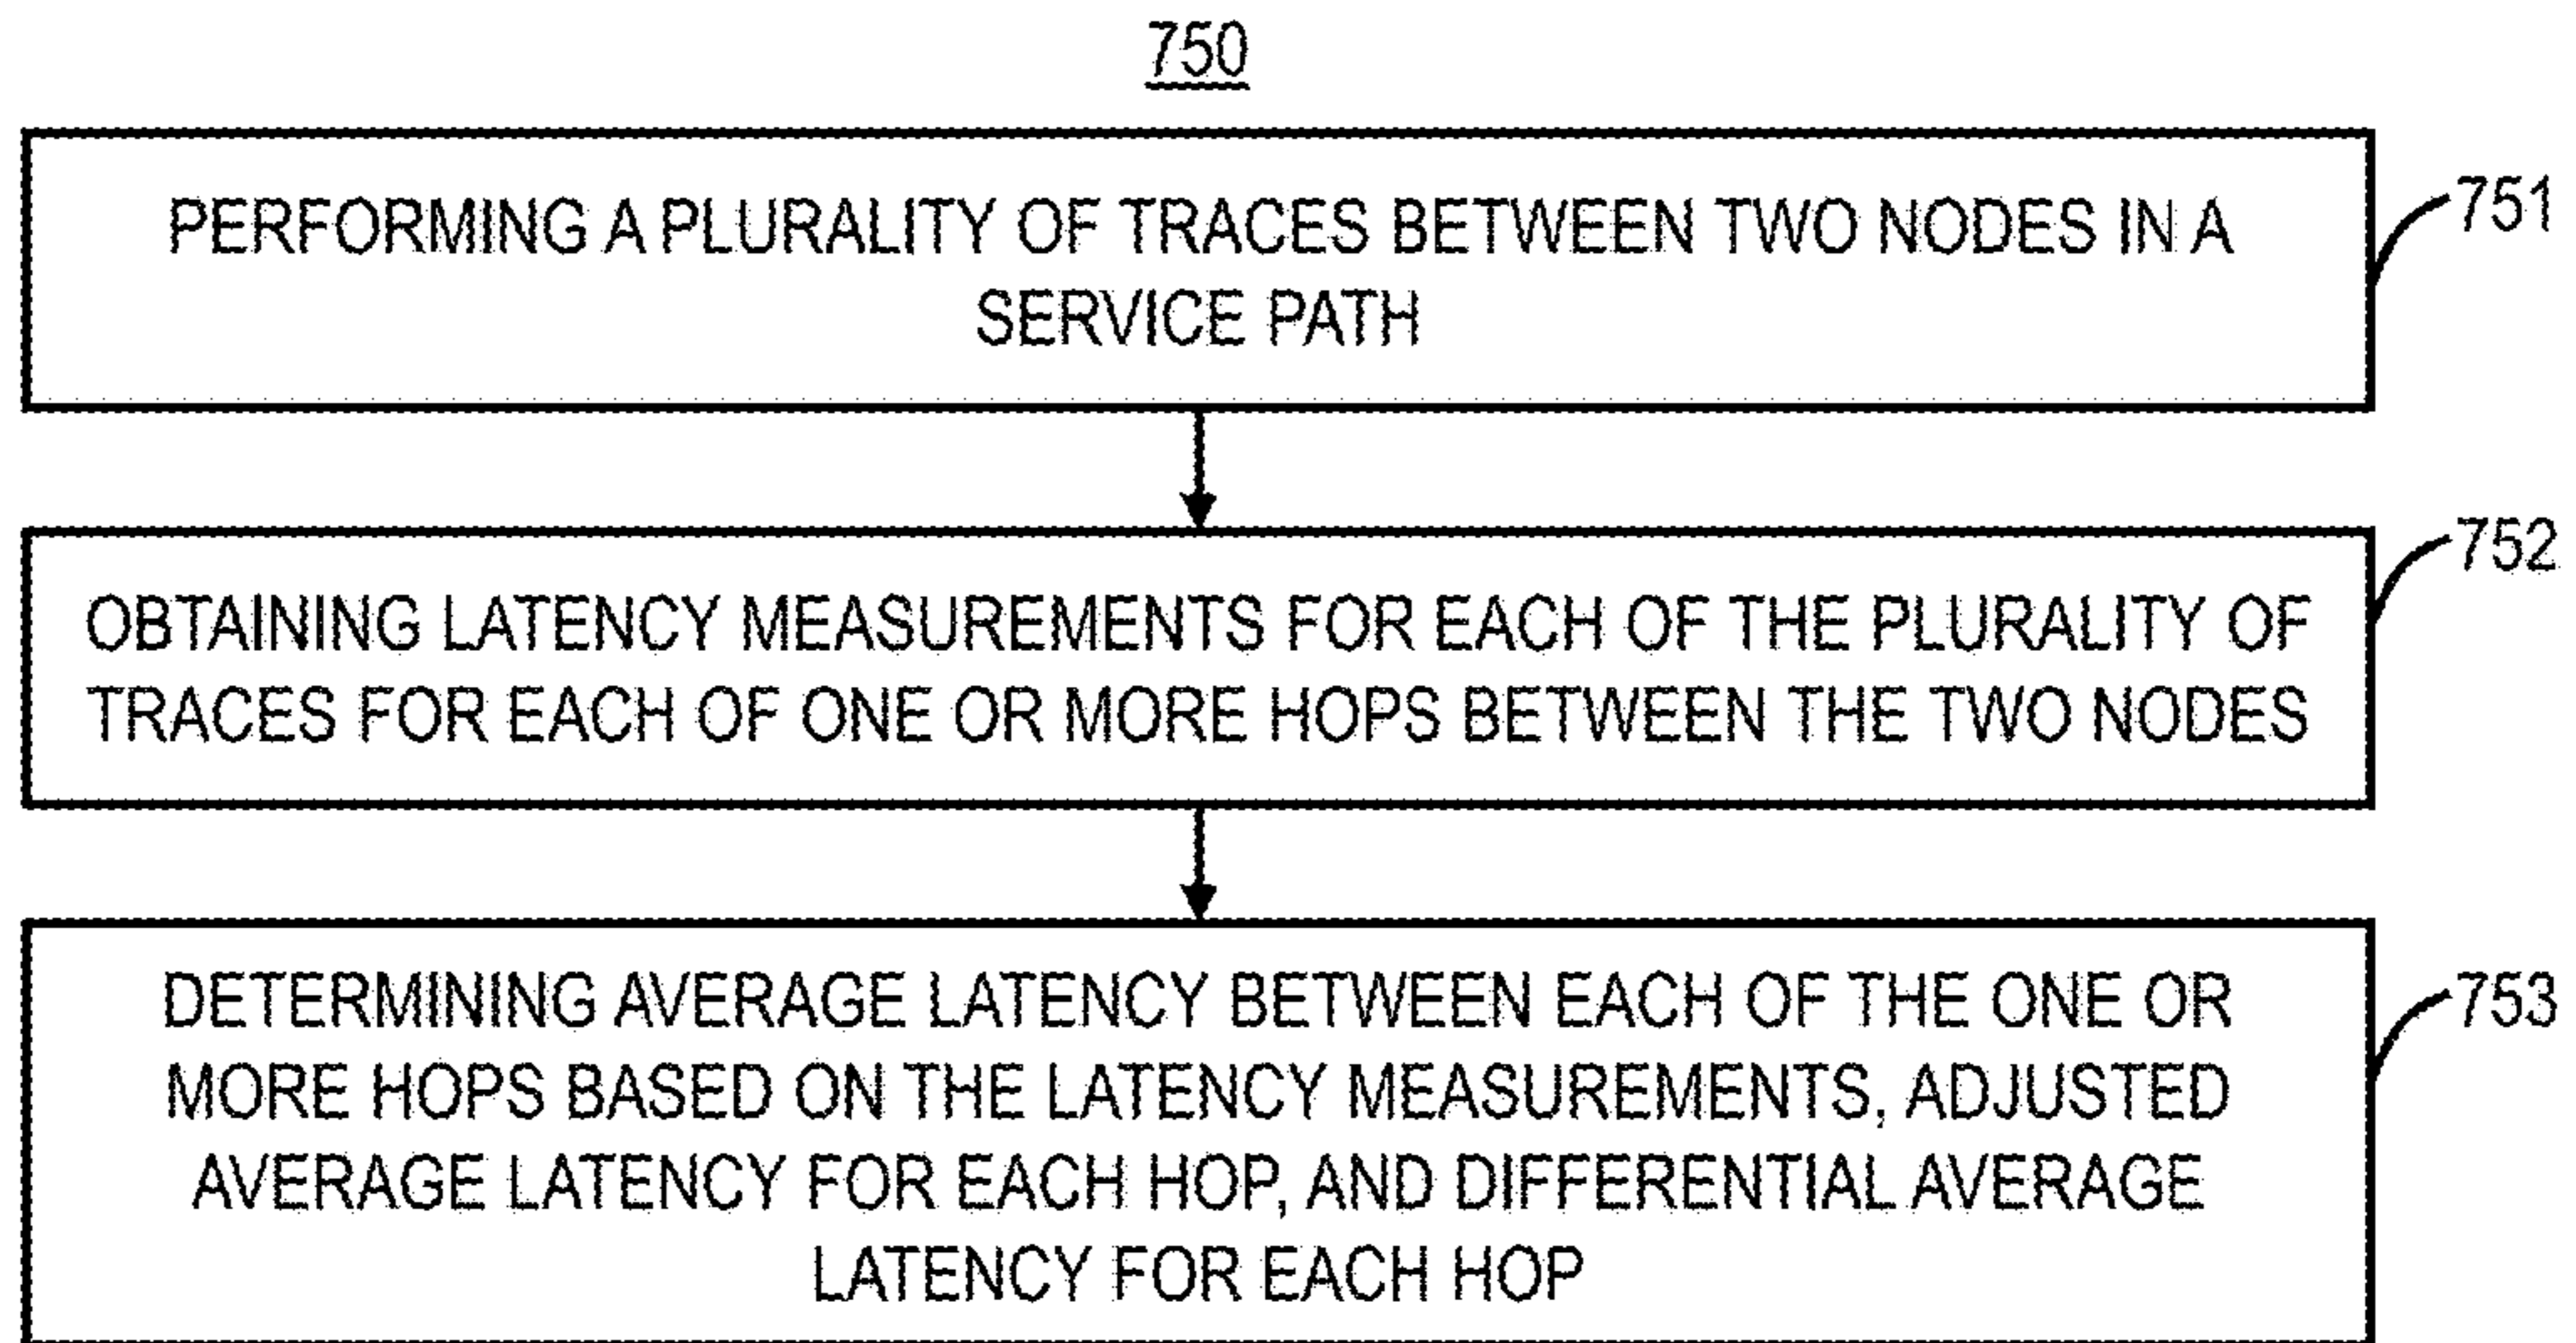 750
PERFORMING A PLURALITY OF TRACES BETWEEN TWO NODES IN A
SERVICE PATH
751
OBTAINING LATENCY MEASUREMENTS FOR EACH OF THE PLURALITY OF
TRACES FOR EACH OF ONE OR MORE HOPS BETWEEN THE TWO NODES
752
DETERMINING AVERAGE LATENCY BETWEEN EACH OF THE ONE OR
MORE HOPS BASED ON THE LATENCY MEASUREMENTS, ADJUSTED
AVERAGE LATENCY FOR EACH HOP, AND DIFFERENTIAL AVERAGE
LATENCY FOR EACH HOP
753